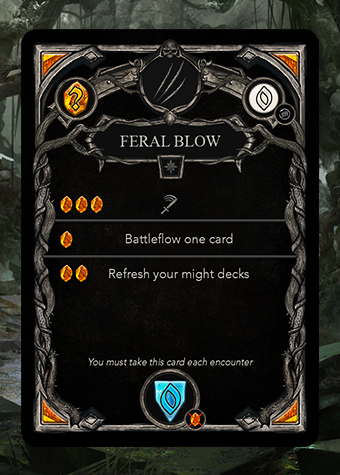 FERAL BLOW
Battleflow one card
Refresh your might decks
You must take this card each encounter